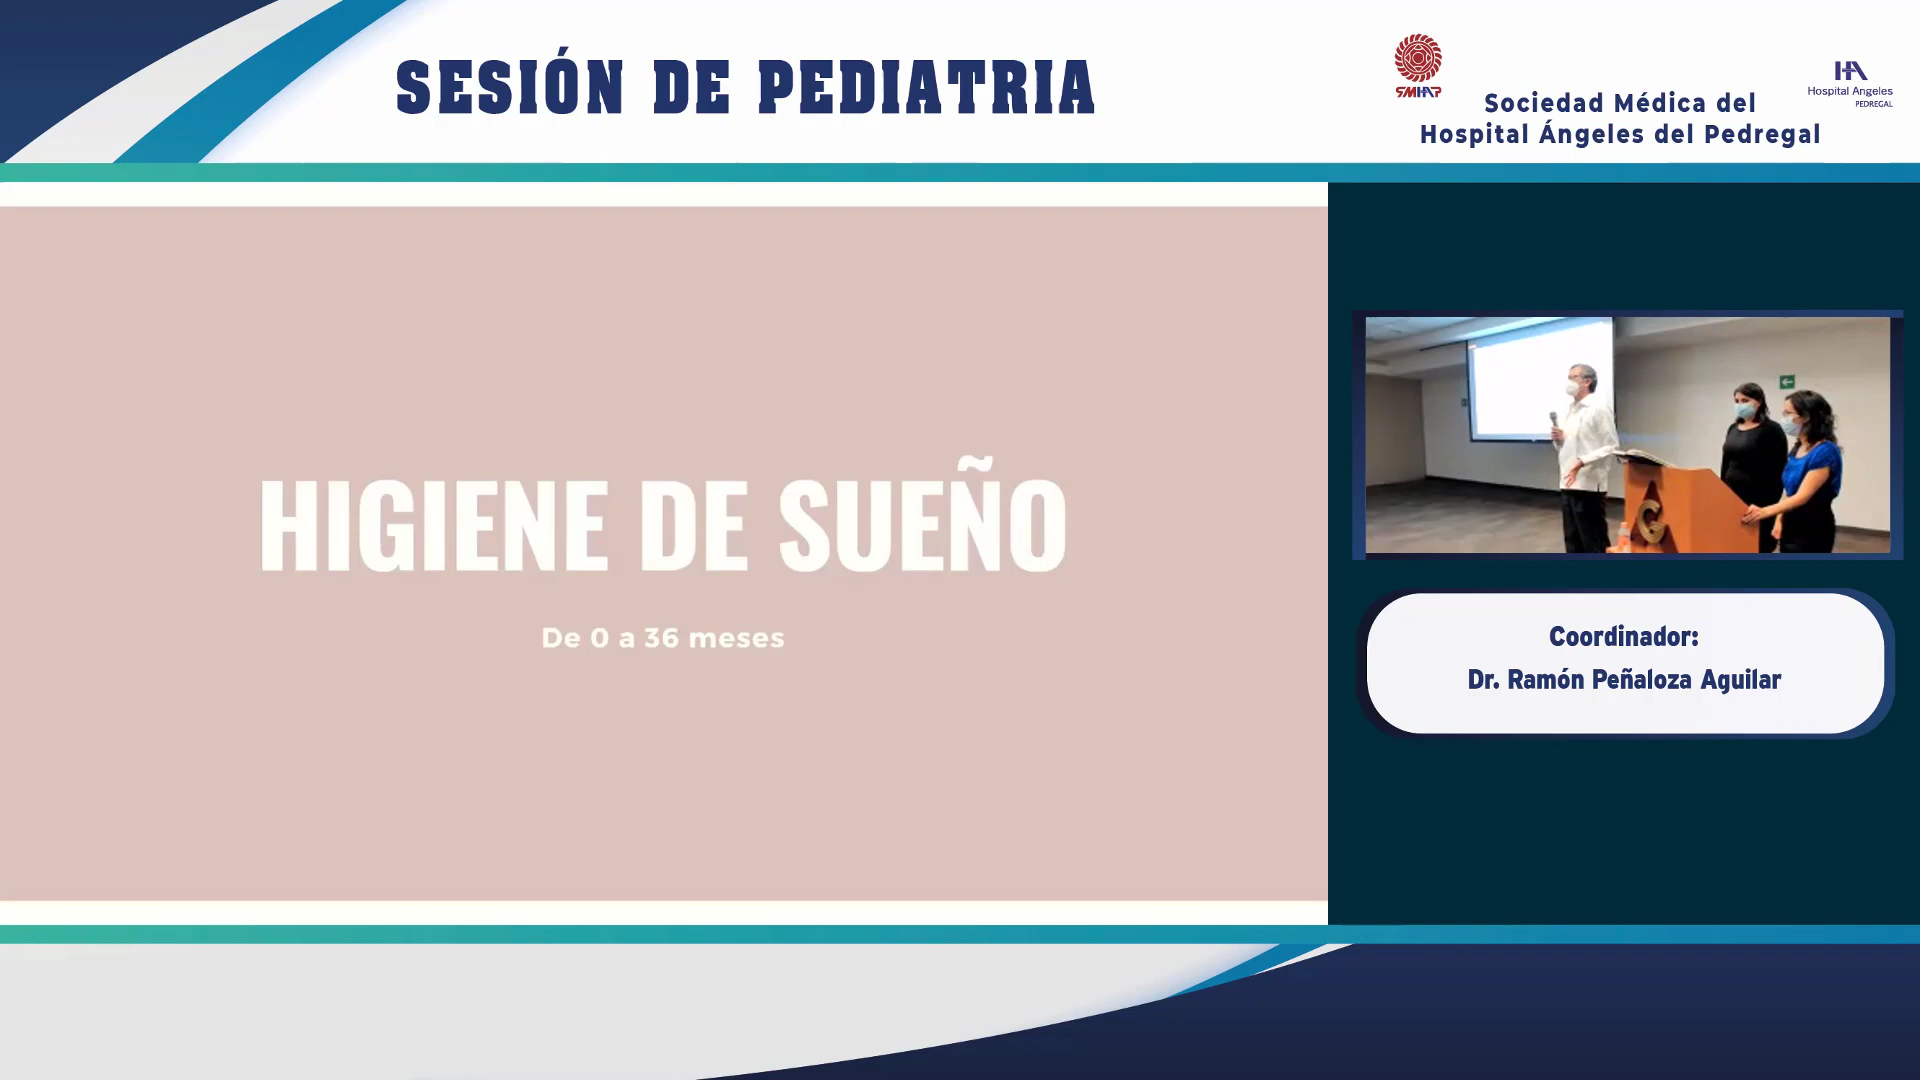 SESIÓN DE PEDIATRIA
SMHAP
Sociedad Médica del
Hospital Ángeles del Pedregal
HA
Hospital Angeles
PEDREGAL
HIGIENE DE SUEÑO
De 0 a 36 meses
Coordinador:
Dr. Ramón Peñaloza Aguilar